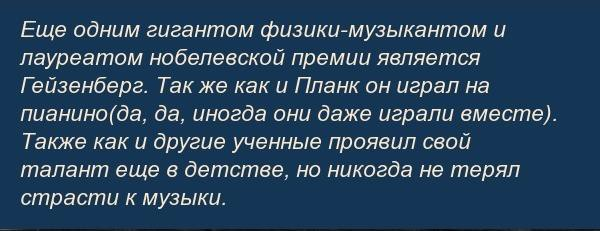 Еще одним гигантом физики-музыкантом и
лауреатом нобелевской премии является
Гейзенберг. Так же как и Планк он играл на
пианино(да, да, иногда они даже играли вместе).
Также как и другие ученные проявил свой
талант еще в детстве, но никогда не терял
страсти к музыки.